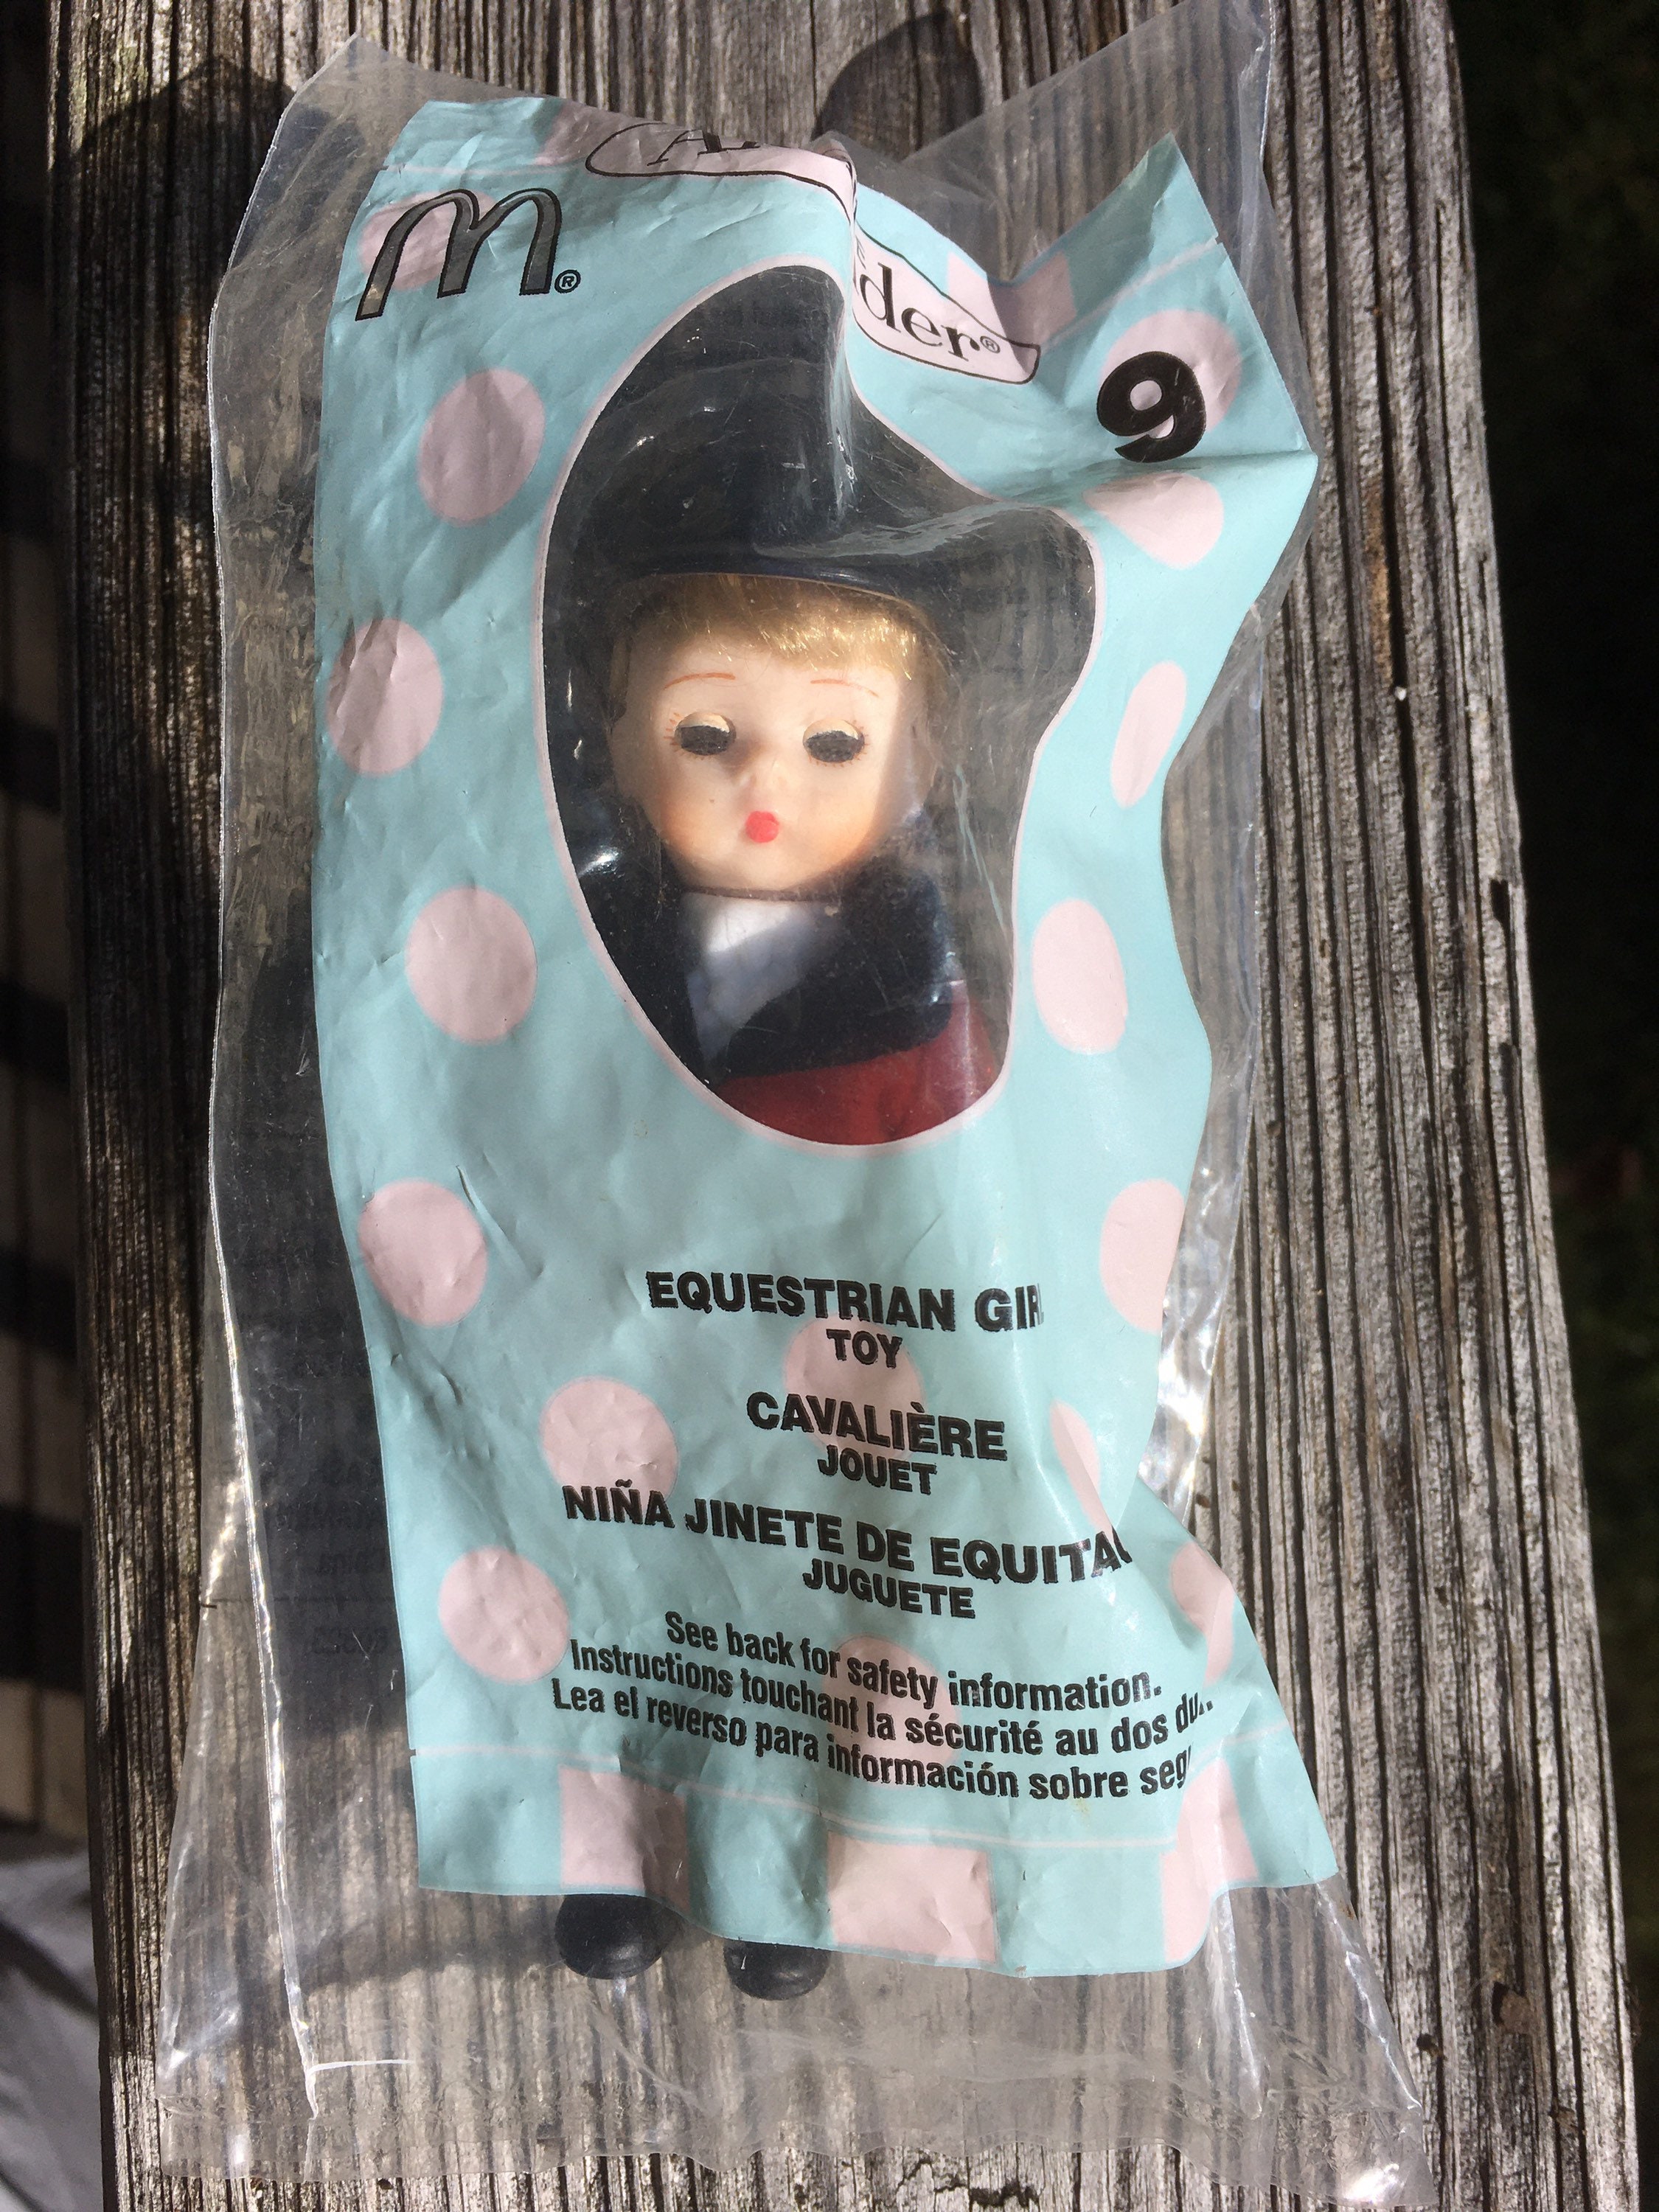 M®
der®
9
EQUESTRIAN GIR
TOY
CAVALIÈRE
JOUET
NIÑA JINETE DE EQUITA
JUGUETE
See back for safety information.
Instructions touchant la sécurité au dos du
Lea el reverso para información sobre seg